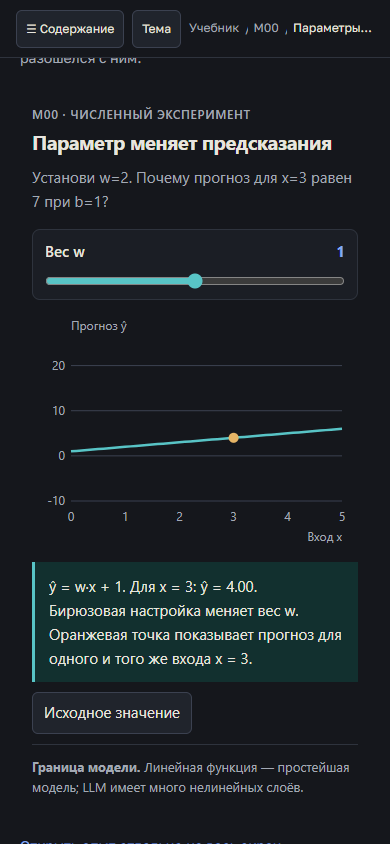 ☰ Содержание
Тема
Учебник / M00 / Параметры...
разошёлся с ним.
M00 · ЧИСЛЕННЫЙ ЭКСПЕРИМЕНТ
Параметр меняет предсказания
Установи w=2. Почему прогноз для x=3 равен
7 при b=1?
Вес w
1
Прогноз ŷ
20
10
0
-10
0 1 2 3 4 5
Вход x
ŷ = w·x + 1. Для x = 3: ŷ = 4.00.
Бирюзовая настройка меняет вес w.
Оранжевая точка показывает прогноз для
одного и того же входа x = 3.
Исходное значение
Граница модели. Линейная функция — простейшая
модель; LLM имеет много нелинейных слоёв.